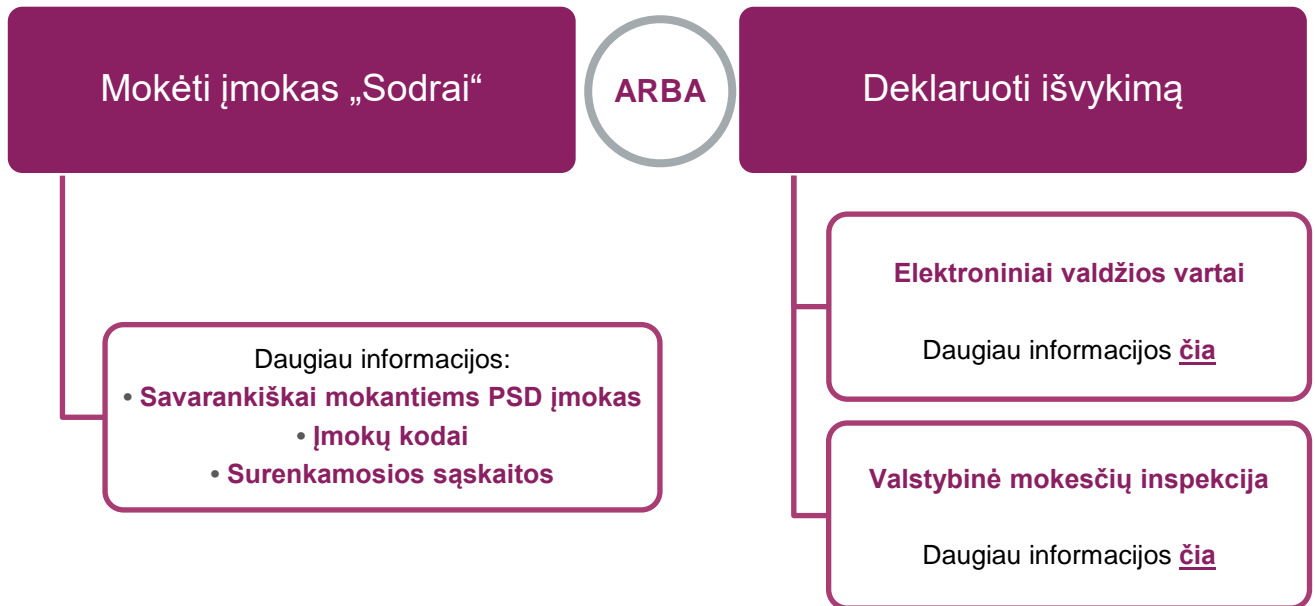 Mokėti įmokas „Sodrai“
ARBA
Deklaruoti išvykimą
Daugiau informacijos:
• Savarankiškai mokantiems PSD įmokas
• Įmokų kodai
• Surenkamosios sąskaitos
Elektroniniai valdžios vartai
Daugiau informacijos čia
Valstybinė mokesčių inspekcija
Daugiau informacijos čia